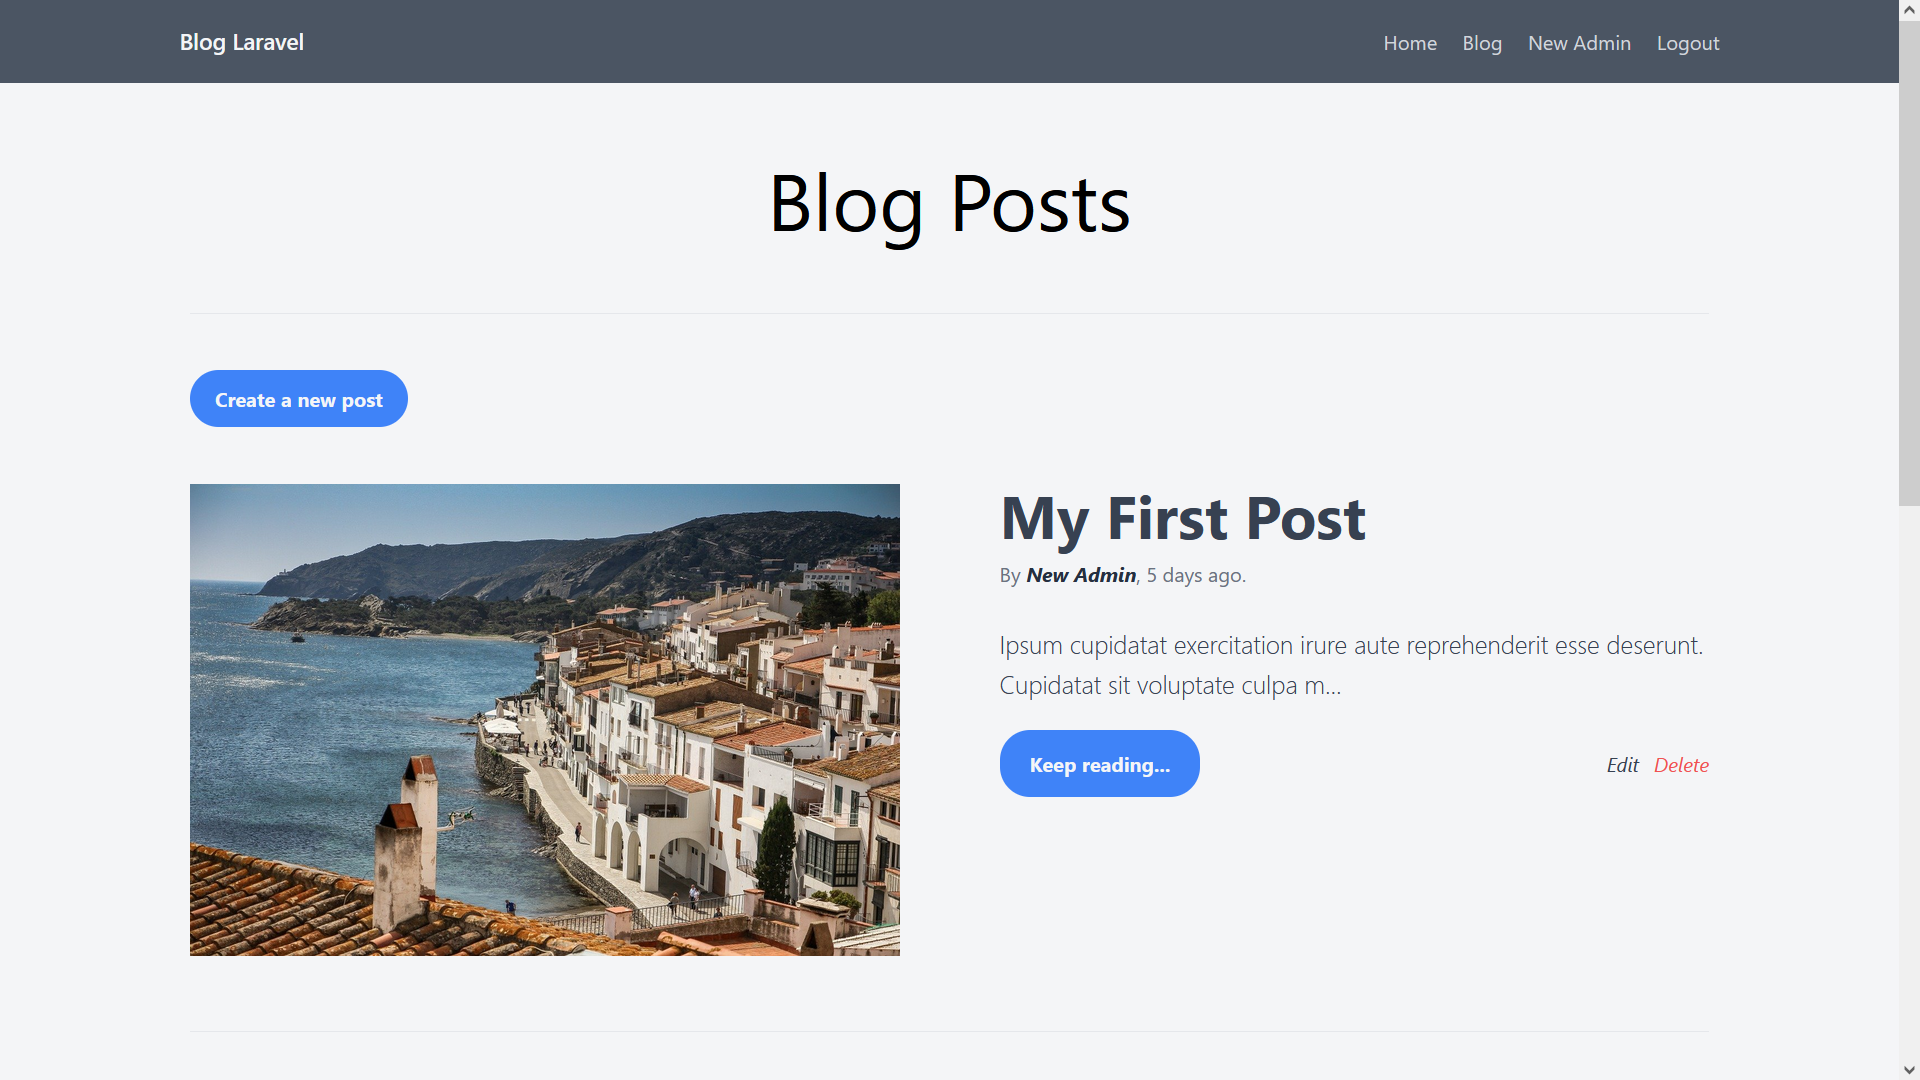 Blog Laravel
Home Blog New Admin Logout
Blog Posts
Create a new post
My First Post
By New Admin, 5 days ago.
Ipsum cupidatat exercitation irure aute reprehenderit esse deserunt.
Cupidatat sit voluptate culpa m...
Keep reading...
Edit Delete